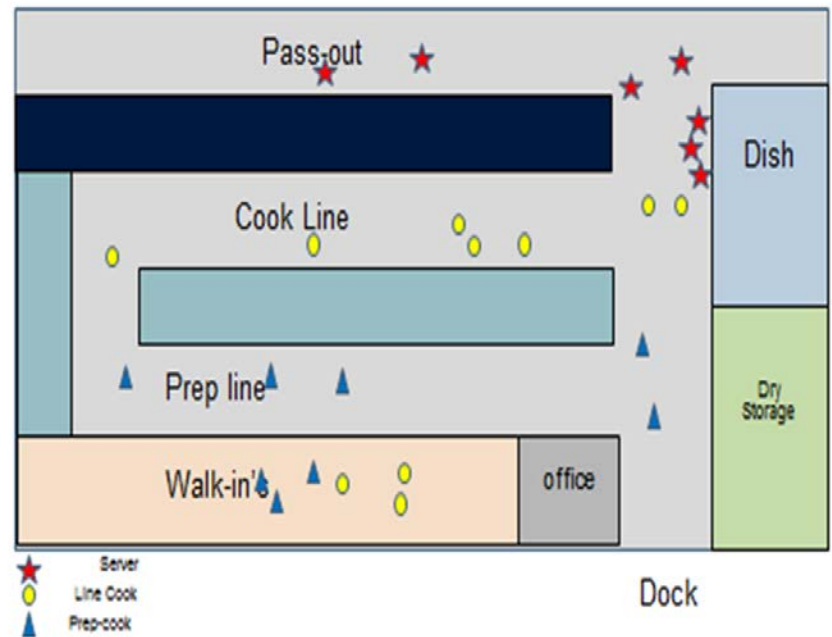 Pass-out
Dish
Cook Line
Dry
Storage
Prep line
Walk-in's
office
Server
Line Cook
Prep-cook
Dock